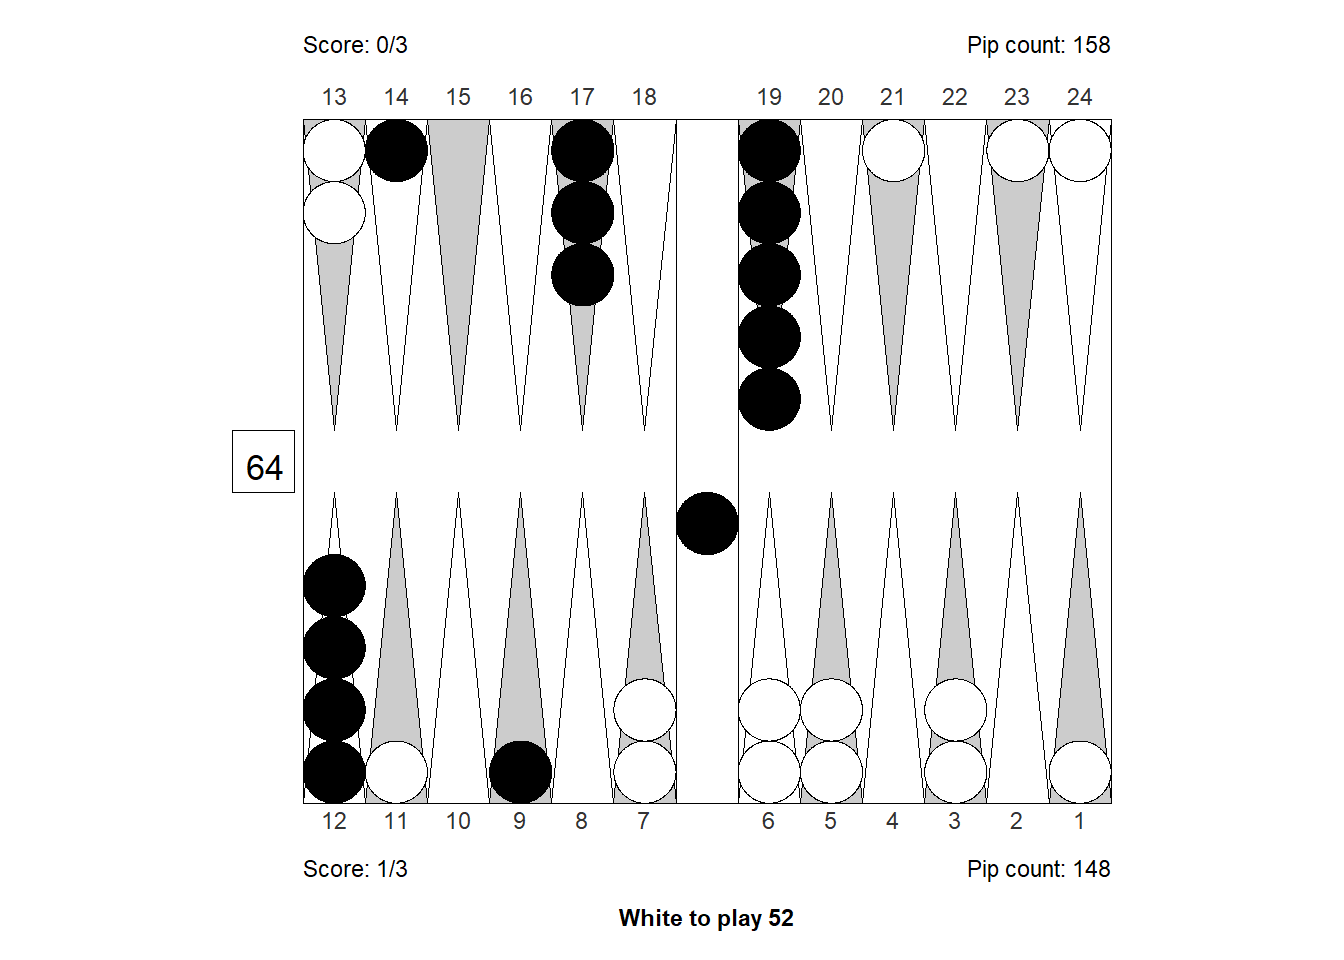 Score: 0/3 Pip count: 158
13 14 15 16 17 18 19 20 21 22 23 24
64
12 11 10 9 8 7 6 5 4 3 2 1
Score: 1/3 Pip count: 148
White to play 52